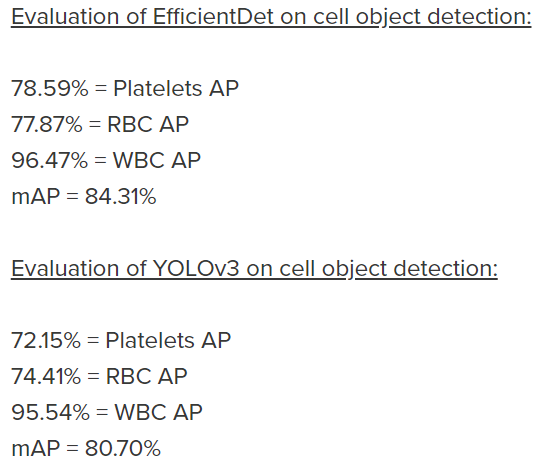 Evaluation of EfficientDet on cell object detection:
78.59% = Platelets AP
77.87% = RBC AP
96.47% = WBC AP
mAP = 84.31%
Evaluation of YOLOv3 on cell object detection:
72.15% = Platelets AP
74.41% = RBC AP
95.54% = WBC AP
mAP = 80.70%